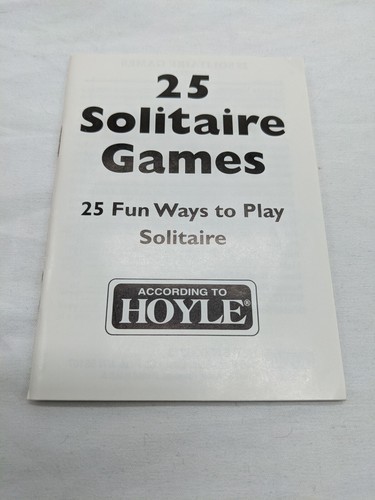 25
Solitaire
Games
25 Fun Ways to Play
Solitaire
ACCORDING TO
HOYLE®